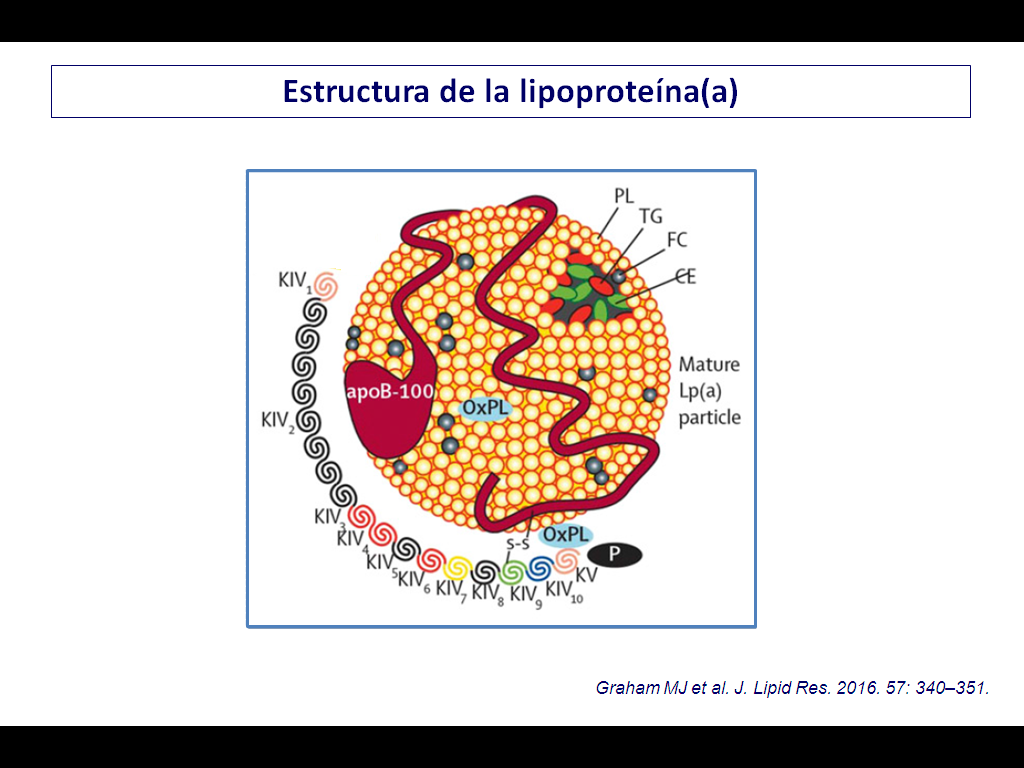 Estructura de la lipoproteína(a)
PL
TG
FC
CE
KIV1
apoB-100
OxPL
Mature
Lp(a)
particle
KIV2
KIV3
KIV4
KIV5
KIV6
KIV7
KIV8
KIV9
KIV10
KV
s-s
OxPL
P
Graham MJ et al. J. Lipid Res. 2016. 57: 340–351.